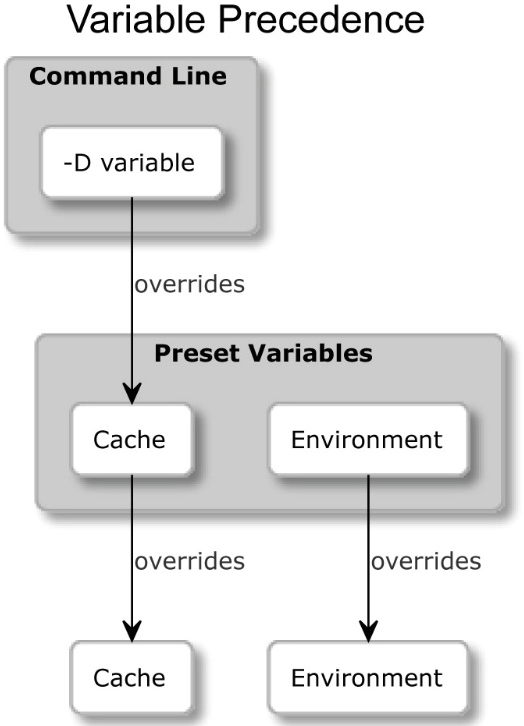 Variable Precedence
Command Line
-D variable
overrides
Preset Variables
Cache
Environment
overrides
overrides
Cache
Environment